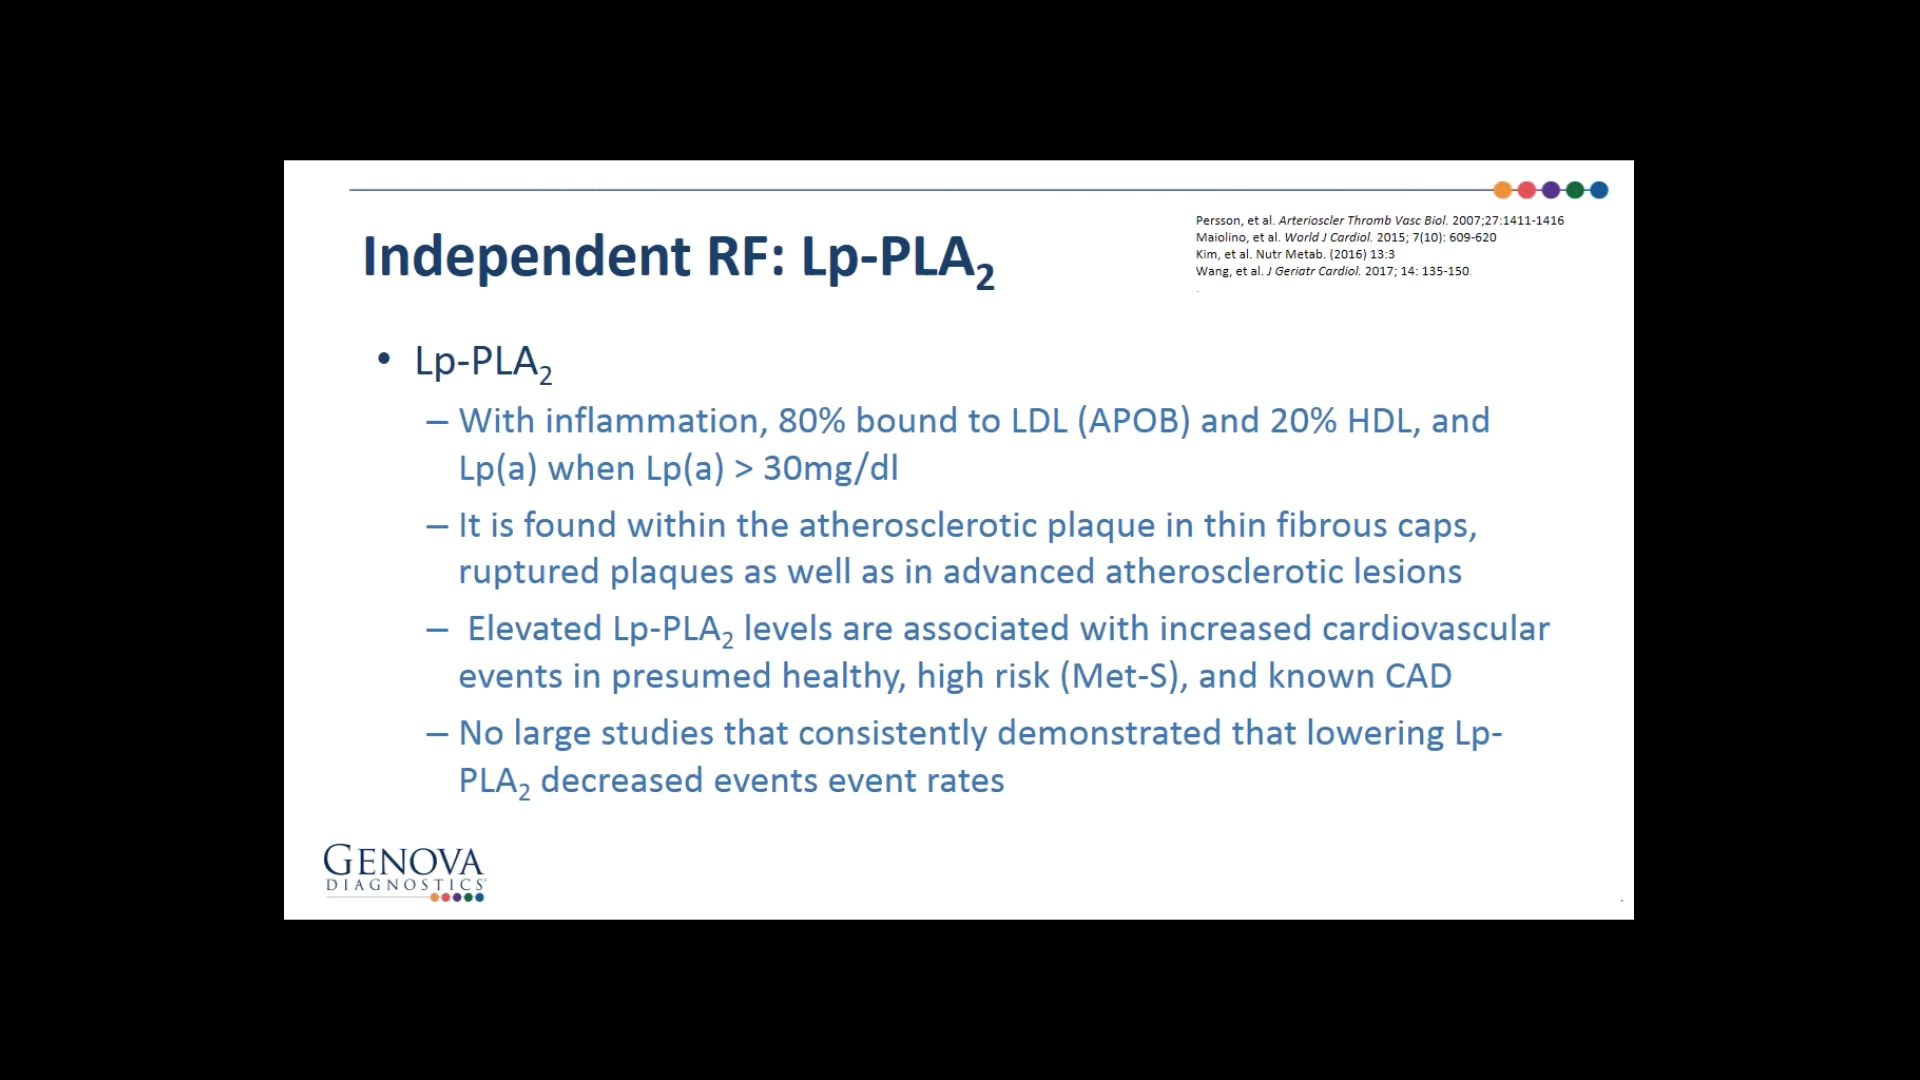 Persson, et al. Arterioscler Thromb Vasc Biol. 2007;27:1411-1416
Maiolino, et al. World J Cardiol. 2015; 7(10): 609-620
Kim, et al. Nutr Metab. (2016) 13:3
Wang, et al. J Geriatr Cardiol. 2017; 14: 135-150.
Independent RF: Lp-PLA2
• Lp-PLA2
– With inflammation, 80% bound to LDL (APOB) and 20% HDL, and
Lp(a) when Lp(a) > 30mg/dl
– It is found within the atherosclerotic plaque in thin fibrous caps,
ruptured plaques as well as in advanced atherosclerotic lesions
– Elevated Lp-PLA2 levels are associated with increased cardiovascular
events in presumed healthy, high risk (Met-S), and known CAD
– No large studies that consistently demonstrated that lowering Lp-
PLA2 decreased events event rates
GENOVA
DIAGNOSTICS